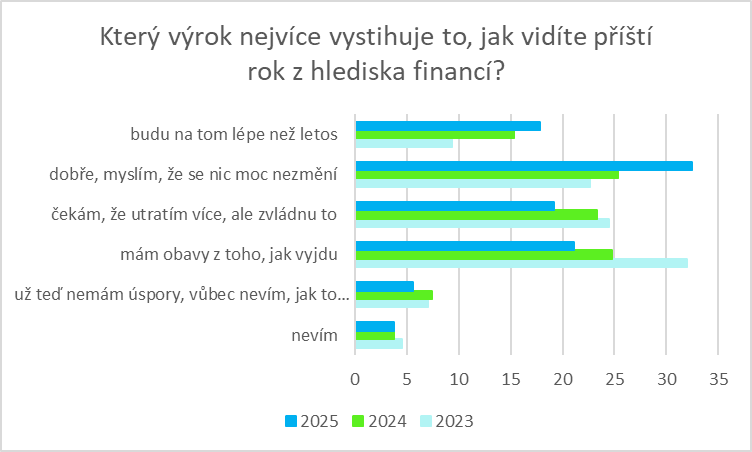 Který výrok nejvíce vystihuje to, jak vidíte příští
rok z hlediska financí?
budu na tom lépe než letos
dobře, myslím, že se nic moc nezmění
čekám, že utratím více, ale zvládnu to
mám obavy z toho, jak vyjdu
už teď nemám úspory, vůbec nevím, jak to…
nevím
0 5 10 15 20 25 30 35
2025 2024 2023